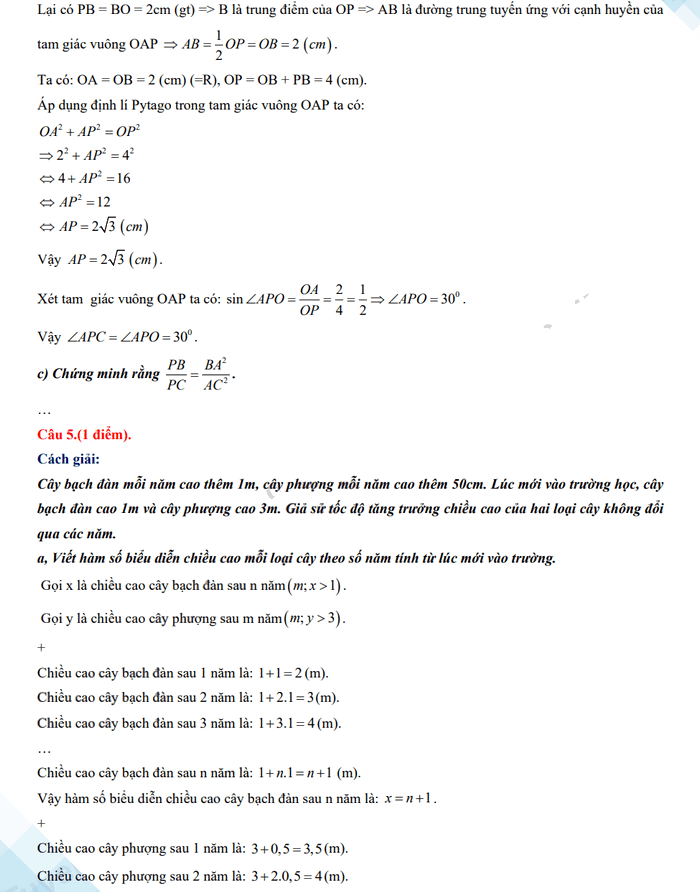 Lại có PB = BO = 2cm (gt) => B là trung điểm của OP => AB là đường trung tuyến ứng với cạnh huyền của
tam giác vuông OAP ⇒ AB = 1/2 OP = OB = 2 (cm).
Ta có: OA = OB = 2 (cm) (=R), OP = OB + PB = 4 (cm).
Áp dụng định lí Pytago trong tam giác vuông OAP ta có:
OA² + AP² = OP²
⇒ 2² + AP² = 4²
⇔ 4 + AP² = 16
⇔ AP² = 12
⇔ AP = 2√3 (cm)
Vậy AP = 2√3 (cm).
Xét tam giác vuông OAP ta có: sin ∠APO = OA/OP = 2/4 = 1/2 ⇒ ∠APO = 30⁰.
Vậy ∠APC = ∠APO = 30⁰.
c) Chứng minh rằng PB/PC = BA²/AC².
…
Câu 5.(1 điểm).
Cách giải:
Cây bạch đàn mỗi năm cao thêm 1m, cây phượng mỗi năm cao thêm 50cm. Lúc mới vào trường học, cây
bạch đàn cao 1m và cây phượng cao 3m. Giả sử tốc độ tăng trưởng chiều cao của hai loại cây không đổi
qua các năm.
a, Viết hàm số biểu diễn chiều cao mỗi loại cây theo số năm tính từ lúc mới vào trường.
Gọi x là chiều cao cây bạch đàn sau n năm (m; x > 1).
Gọi y là chiều cao cây phượng sau m năm (m; y > 3).
+
Chiều cao cây bạch đàn sau 1 năm là: 1 + 1 = 2 (m).
Chiều cao cây bạch đàn sau 2 năm là: 1 + 2.1 = 3 (m).
Chiều cao cây bạch đàn sau 3 năm là: 1 + 3.1 = 4 (m).
…
Chiều cao cây bạch đàn sau n năm là: 1 + n.1 = n + 1 (m).
Vậy hàm số biểu diễn chiều cao cây bạch đàn sau n năm là: x = n + 1.
+
Chiều cao cây phượng sau 1 năm là: 3 + 0,5 = 3,5 (m).
Chiều cao cây phượng sau 2 năm là: 3 + 2.0,5 = 4 (m).